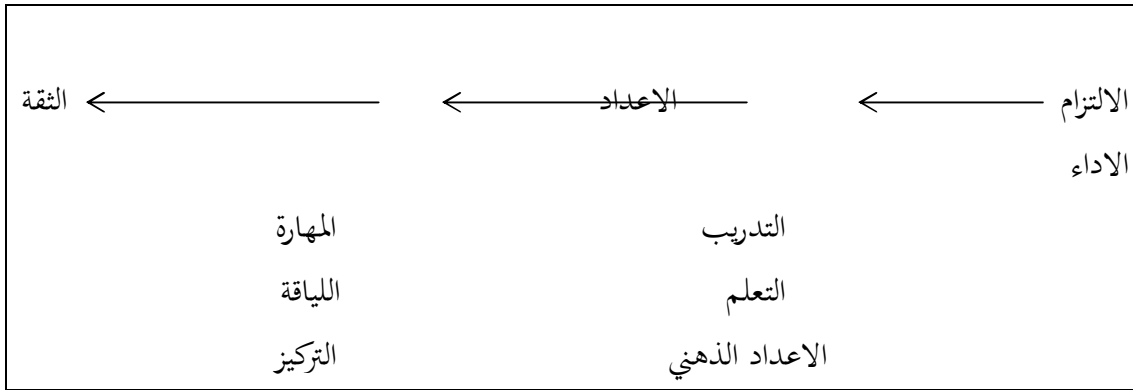 الالتزام الاعداد الثقة
الاداء
التدريب المهارة
التعلم اللياقة
الاعداد الذهني التركيز